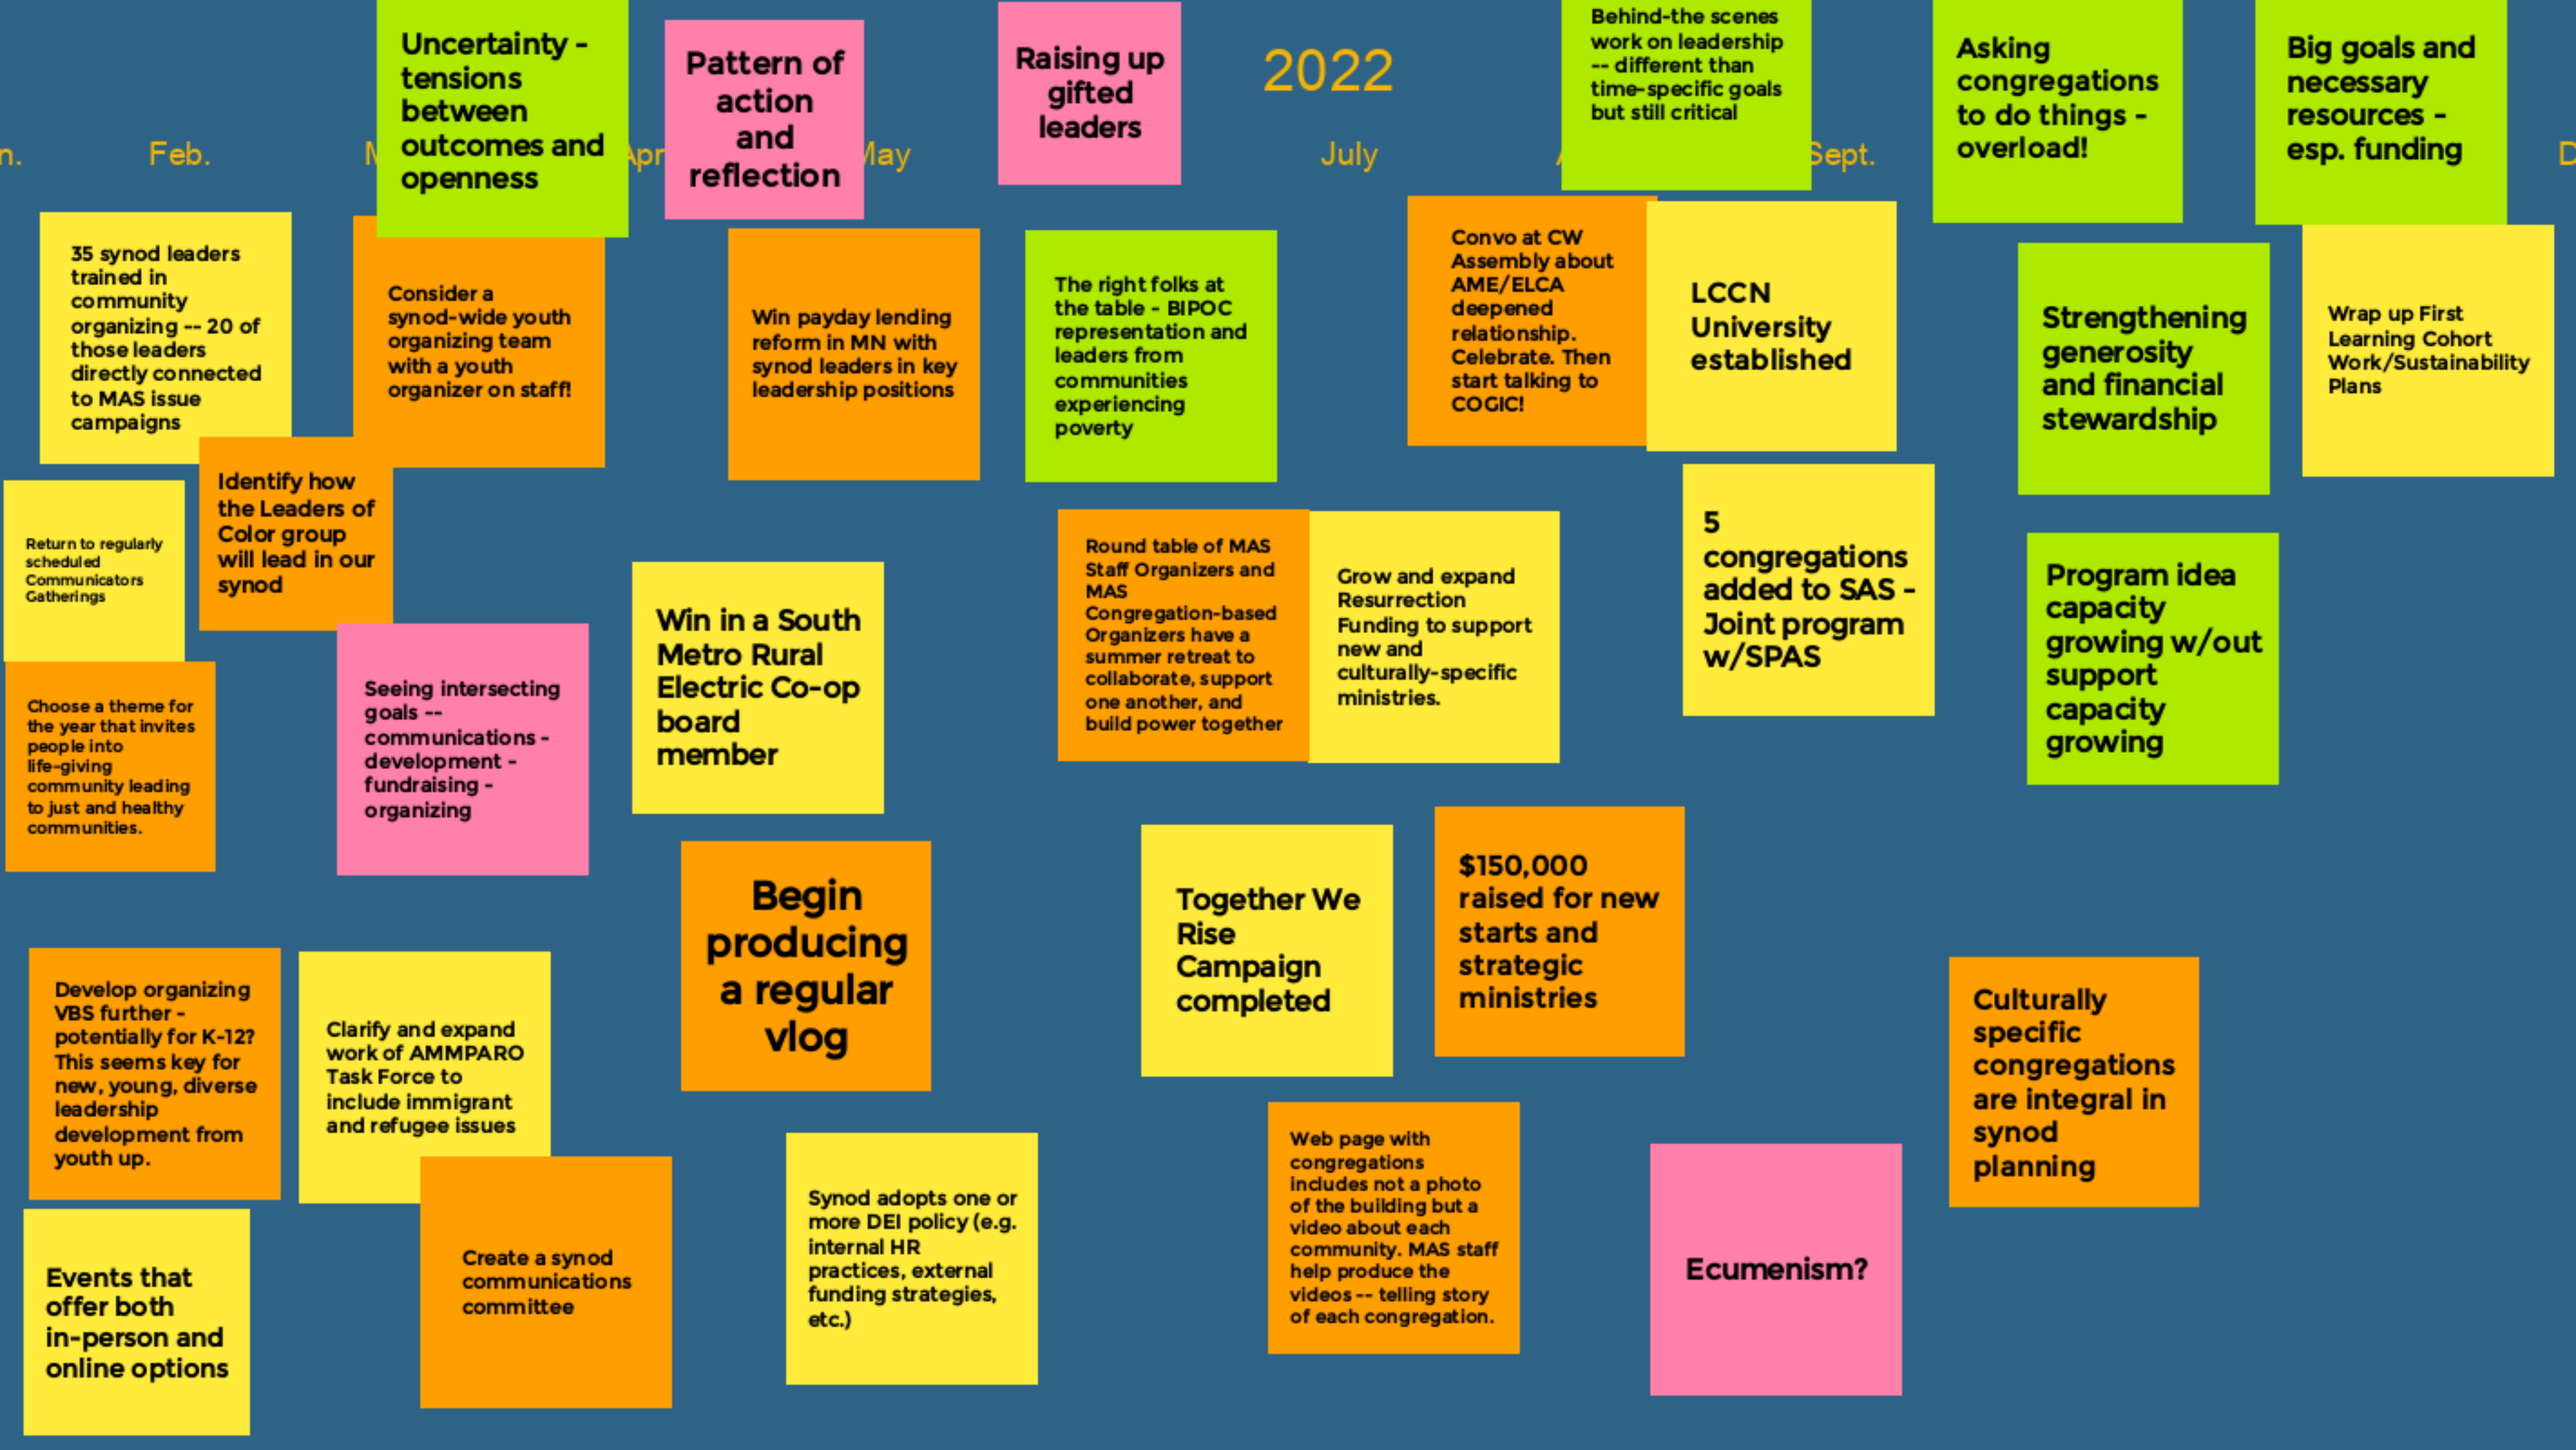 Uncertainty -
tensions
between
outcomes and
openness
Pattern of
action
and
reflection
Raising up
gifted
leaders
2022
Behind-the scenes
work on leadership
-- different than
time-specific goals
but still critical
Asking
congregations
to do things -
overload!
Big goals and
necessary
resources -
esp. funding
n.
Feb.
M
Apr
May
July
A
Sept.
D
35 synod leaders
trained in
community
organizing -- 20 of
those leaders
directly connected
to MAS issue
campaigns
Consider a
synod-wide youth
organizing team
with a youth
organizer on staff!
Win payday lending
reform in MN with
synod leaders in key
leadership positions
The right folks at
the table - BIPOC
representation and
leaders from
communities
experiencing
poverty
Convo at CW
Assembly about
AME/ELCA
deepened
relationship.
Celebrate. Then
start talking to
COGIC!
LCCN
University
established
Strengthening
generosity
and financial
stewardship
Wrap up First
Learning Cohort
Work/Sustainability
Plans
Return to regularly
scheduled
Communicators
Gatherings
Identify how
the Leaders of
Color group
will lead in our
synod
Choose a theme for
the year that invites
people into
life-giving
community leading
to just and healthy
communities.
Seeing intersecting
goals --
communications -
development -
fundraising -
organizing
Win in a South
Metro Rural
Electric Co-op
board
member
Round table of MAS
Staff Organizers and
MAS
Congregation-based
Organizers have a
summer retreat to
collaborate, support
one another, and
build power together
Grow and expand
Resurrection
Funding to support
new and
culturally-specific
ministries.
5
congregations
added to SAS -
Joint program
w/SPAS
Program idea
capacity
growing w/out
support
capacity
growing
Begin
producing
a regular
vlog
Together We
Rise
Campaign
completed
$150,000
raised for new
starts and
strategic
ministries
Develop organizing
VBS further -
potentially for K-12?
This seems key for
new, young, diverse
leadership
development from
youth up.
Clarify and expand
work of AMMPARO
Task Force to
include immigrant
and refugee issues
Culturally
specific
congregations
are integral in
synod
planning
Events that
offer both
in-person and
online options
Create a synod
communications
committee
Synod adopts one or
more DEI policy (e.g.
internal HR
practices, external
funding strategies,
etc.)
Web page with
congregations
includes not a photo
of the building but a
video about each
community. MAS staff
help produce the
videos -- telling story
of each congregation.
Ecumenism?